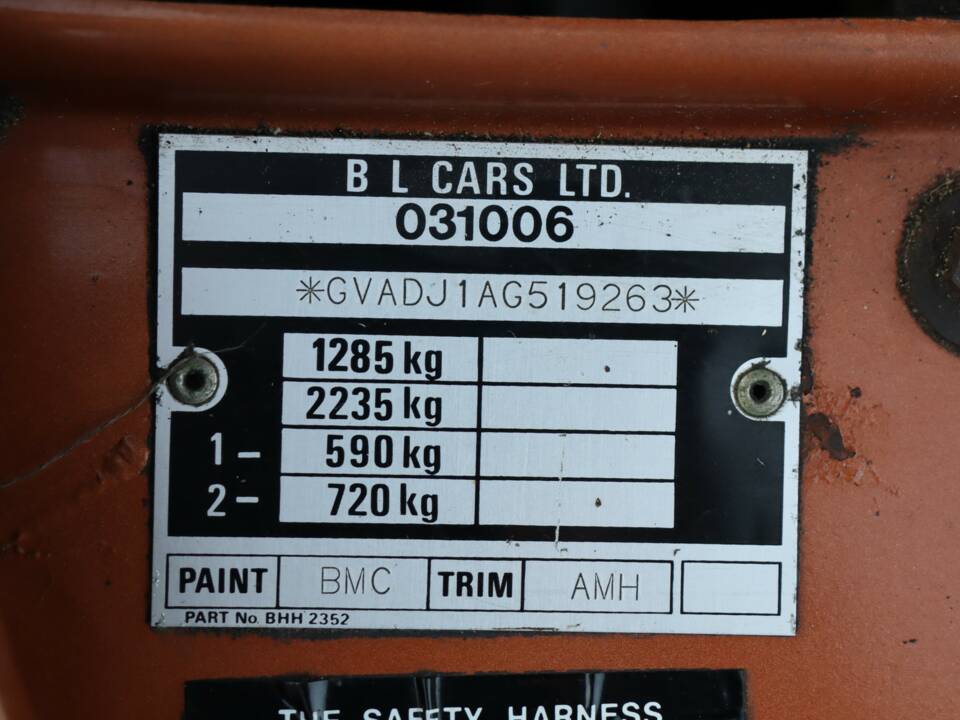 B L CARS LTD.
031006
*GVADJ1AG519263*
1285 kg
2235 kg
1- 590 kg
2- 720 kg
PAINT BMC TRIM AMH
PART No. BHH 2352
THE SAFETY HARNESS